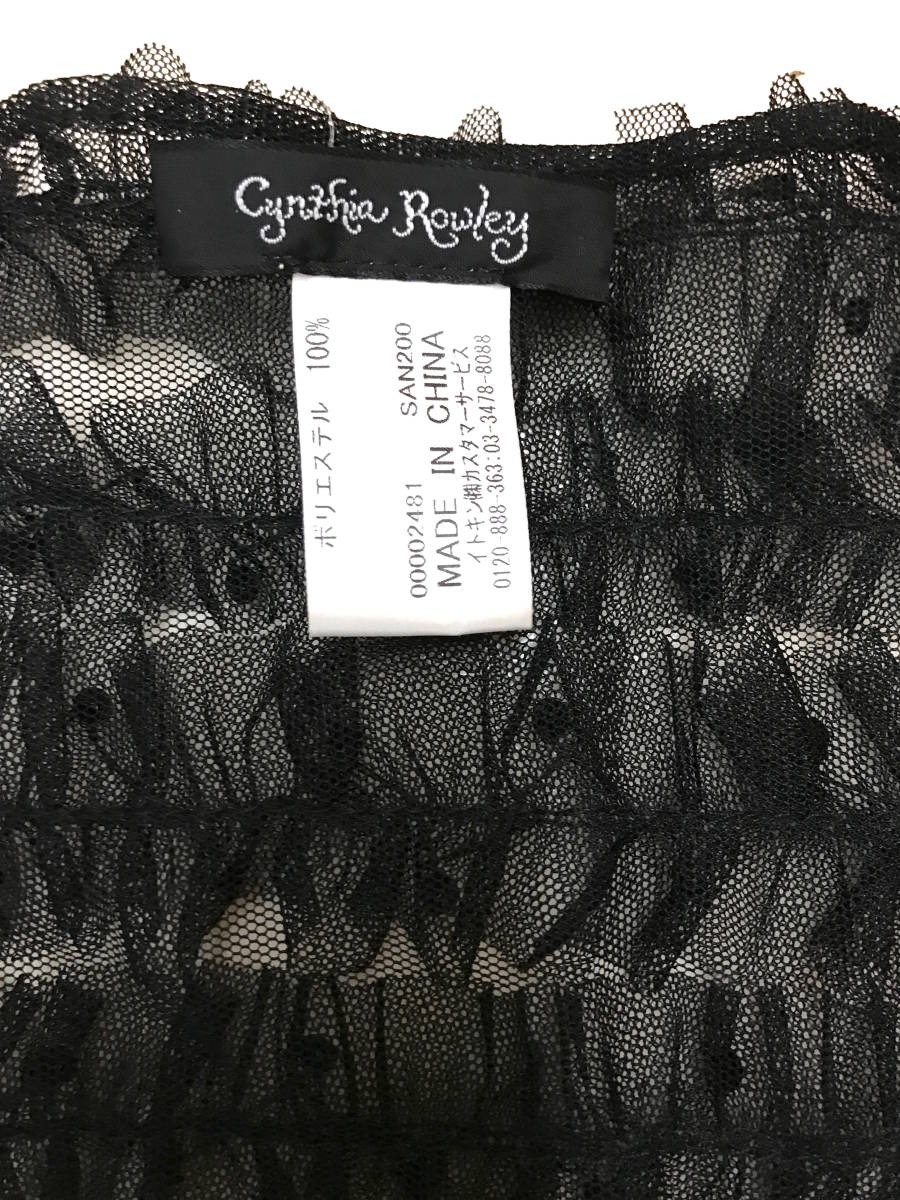 Cynthia Rowley
ポリエステル 100%
00002481 SAN200
MADE IN CHINA
イトキン㈱カスタマーサービス
0120-888-363:03-3478-8088